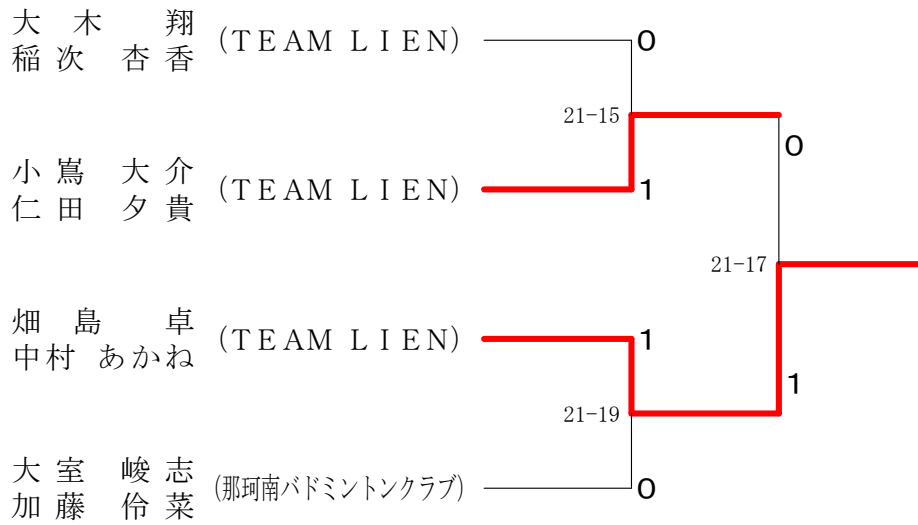 大木 翔
稲次 杏香
(TEAM LIEN)
0
21-15
小嶌 大介
仁田 夕貴
(TEAM LIEN)
1
0
21-17
畑島 卓
中村 あかね
(TEAM LIEN)
1
1
21-19
大室 峻志
加藤 伶菜
(那珂南バドミントンクラブ)
0